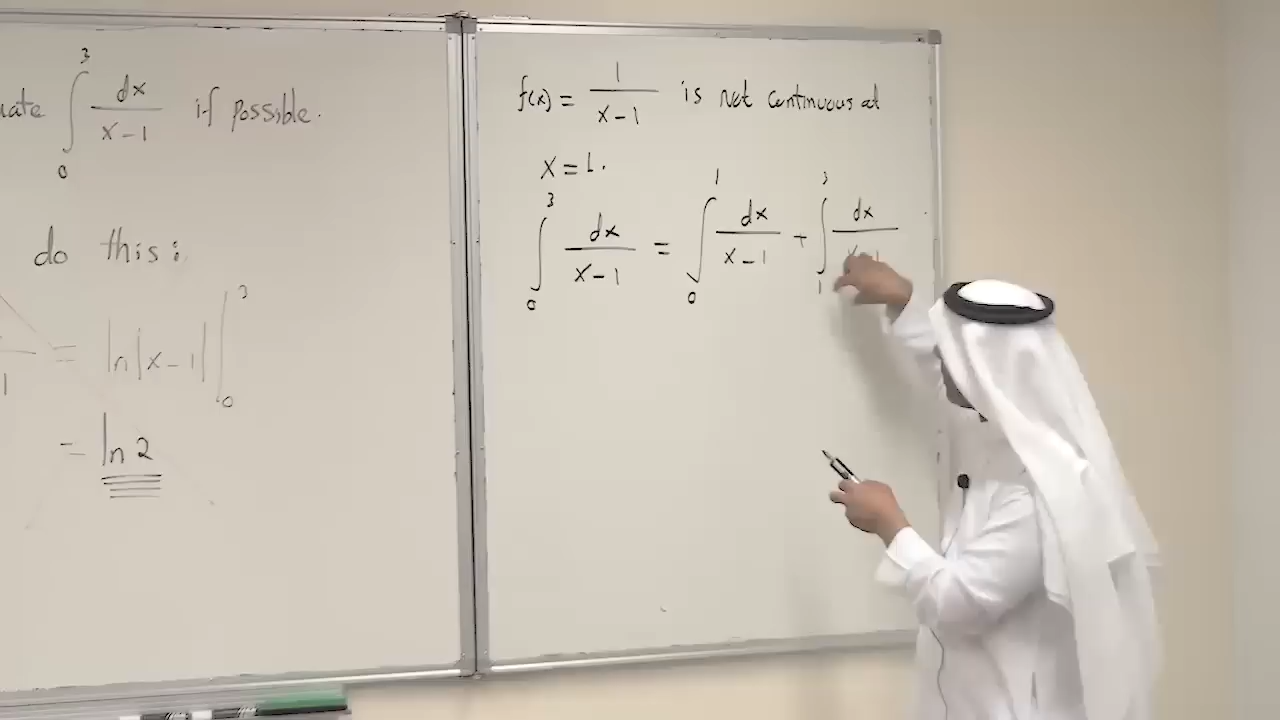 ∫₀³ dx/(x-1) if possible.
do this:
= ln|x-1| |₀³
= ln 2
f(x) = 1/(x-1) is not continuous at
x = 1.
∫₀³ dx/(x-1) = ∫₀¹ dx/(x-1) + ∫₁³ dx/(x-1)